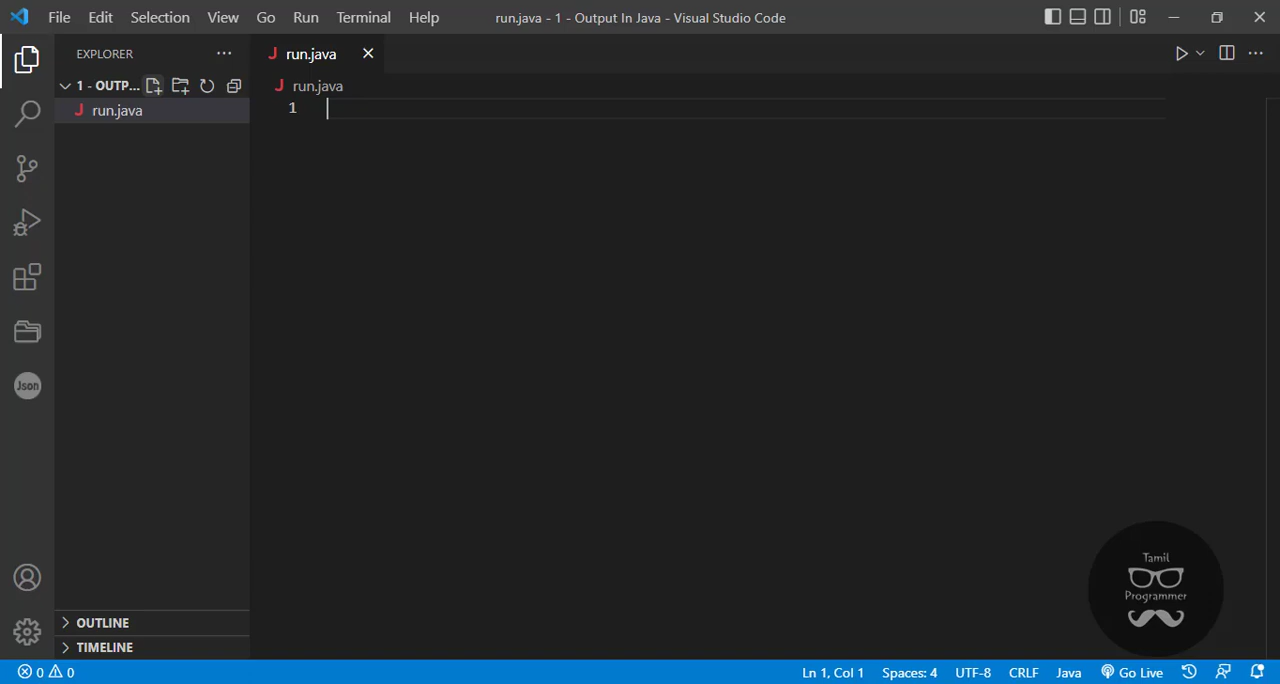 File Edit Selection View Go Run Terminal Help
run.java - 1 - Output In Java - Visual Studio Code
EXPLORER
1 - OUTP...
run.java
run.java
run.java
1
Json
OUTLINE
TIMELINE
Tamil
Programmer
0 0
Ln 1, Col 1 Spaces: 4 UTF-8 CRLF Java Go Live